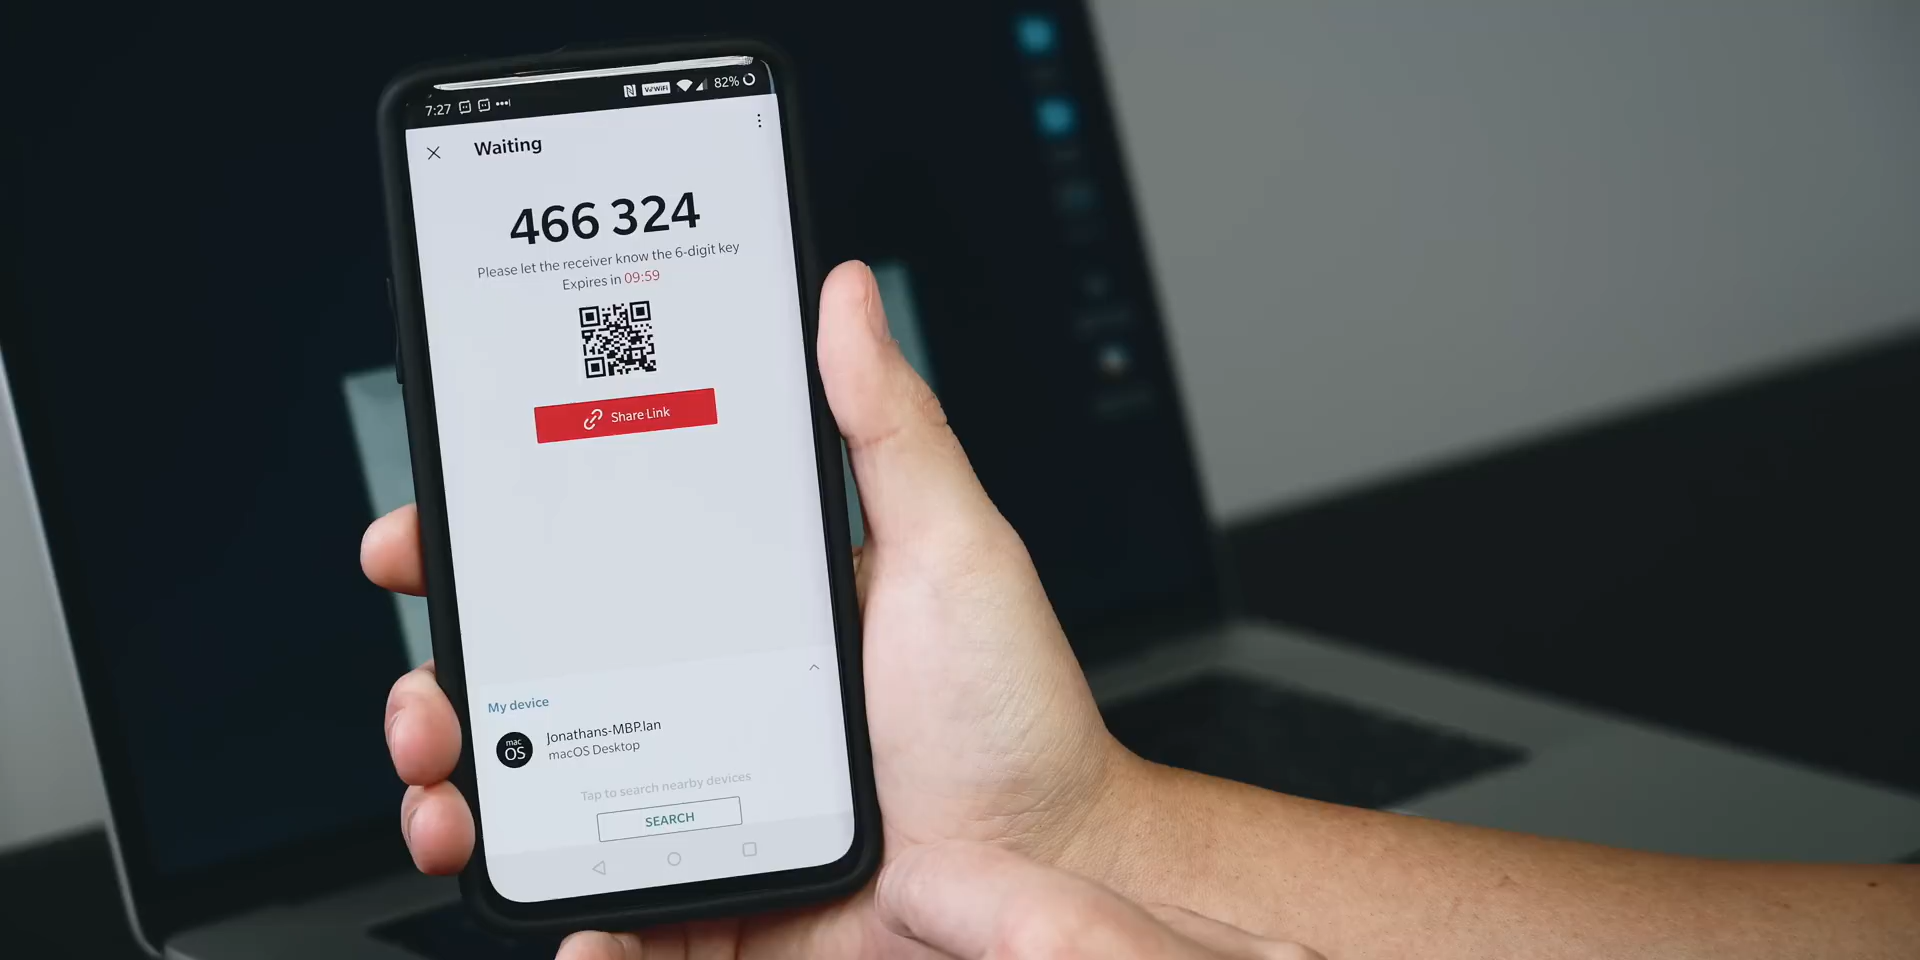 7:27
VoWiFi 82%
Waiting
466 324
Please let the receiver know the 6-digit key
Expires in 09:59
Share Link
My device
mac
OS
Jonathans-MBP.lan
macOS Desktop
Tap to search nearby devices
SEARCH